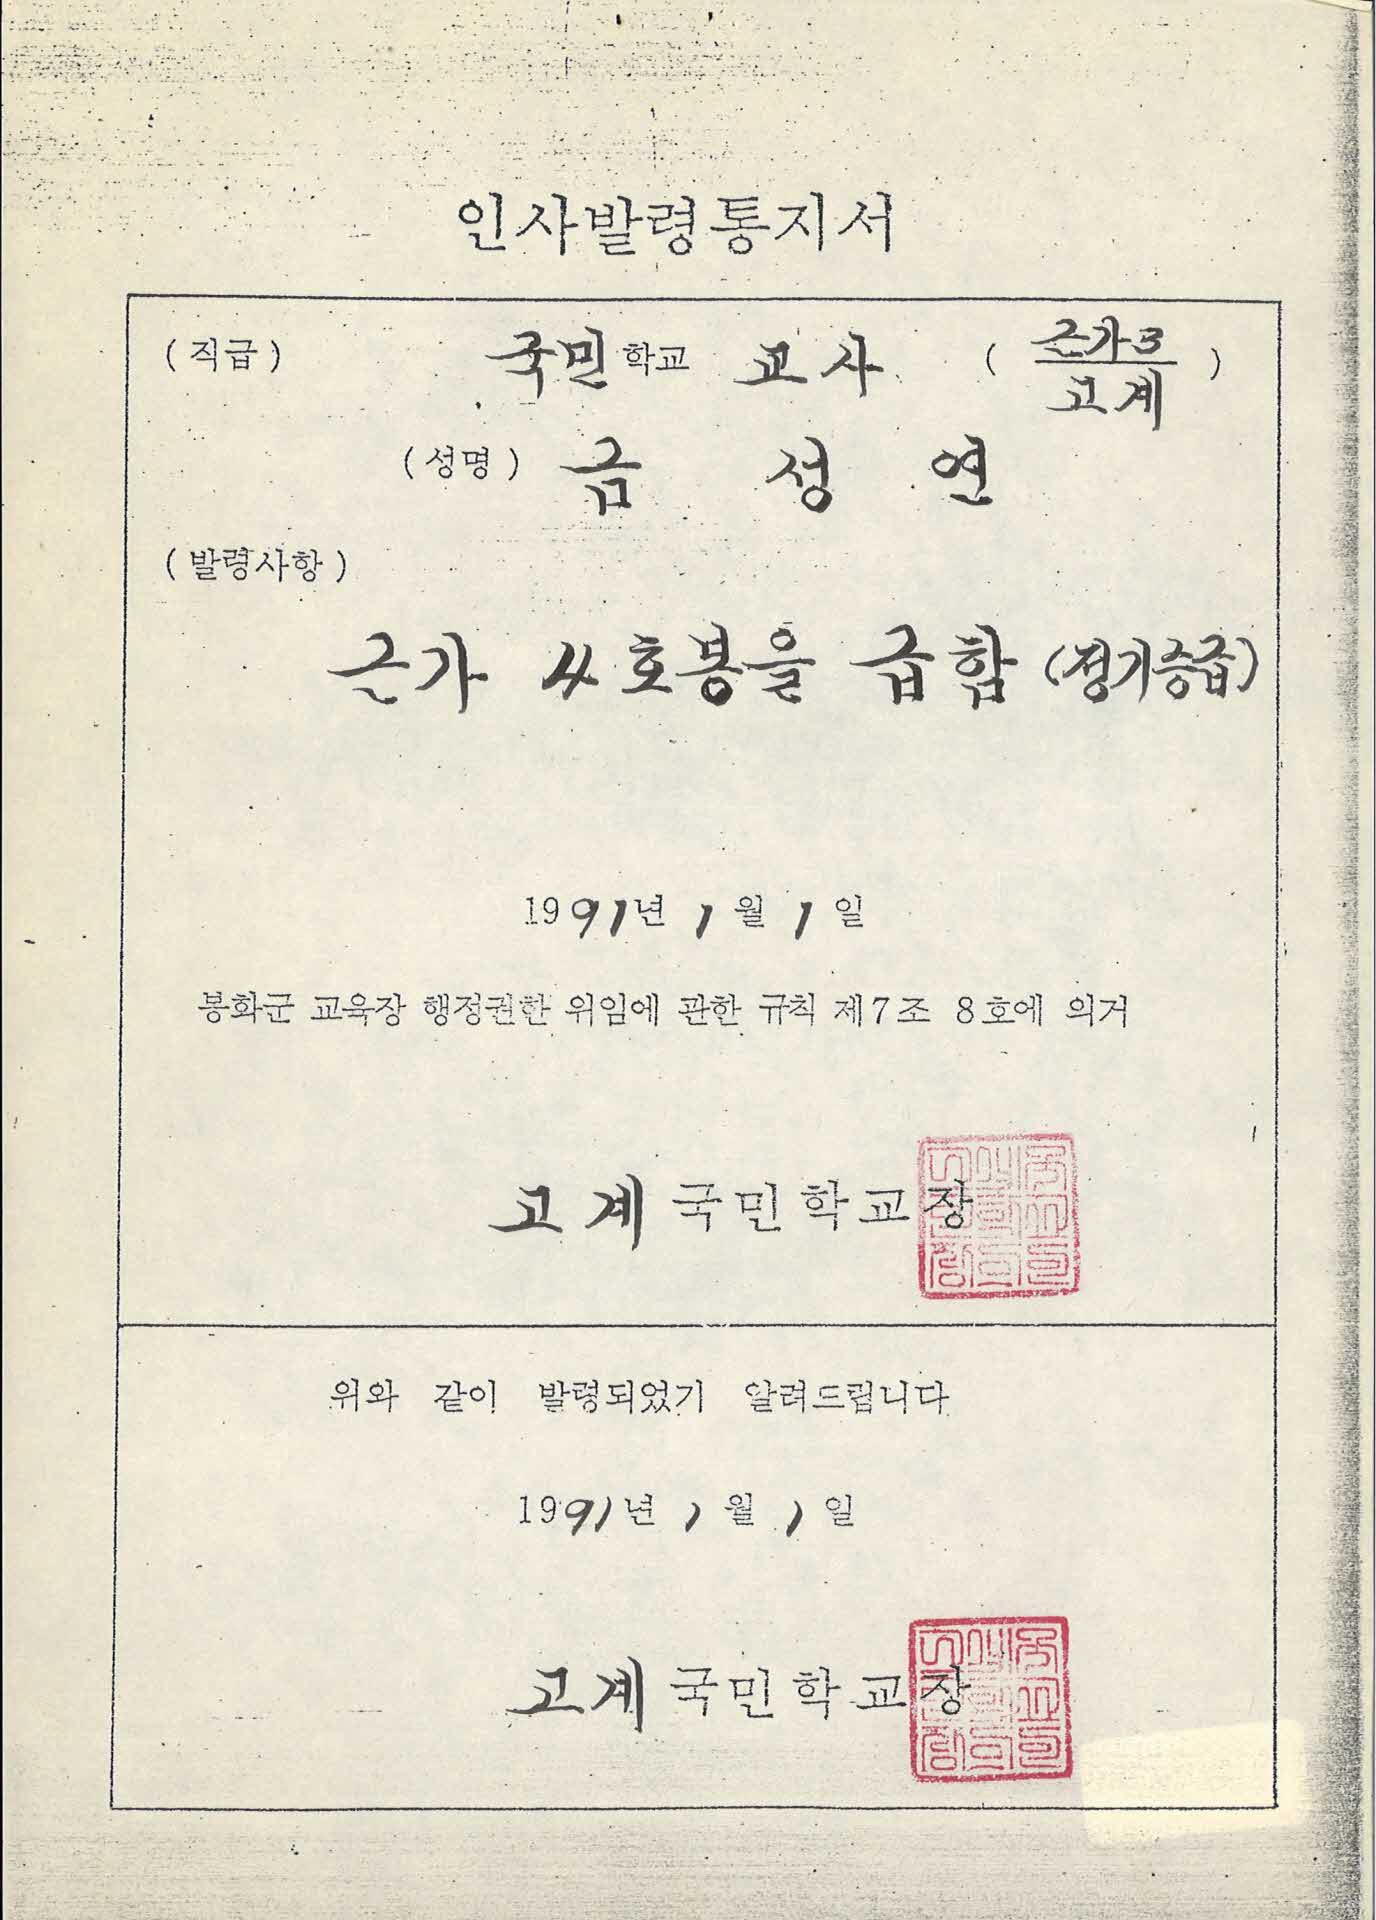 인사발령통지서
(직급) 국민학교 교사 (근가3 / 고계)
(성명) 금 성 연
(발령사항)
근가 4호봉을 급함 (정기승급)
1991년 1월 1일
봉화군 교육장 행정권한 위임에 관한 규칙 제7조 8호에 의거
고계국민학교장
위와 같이 발령되었기 알려드립니다
1991년 1월 1일
고계국민학교장